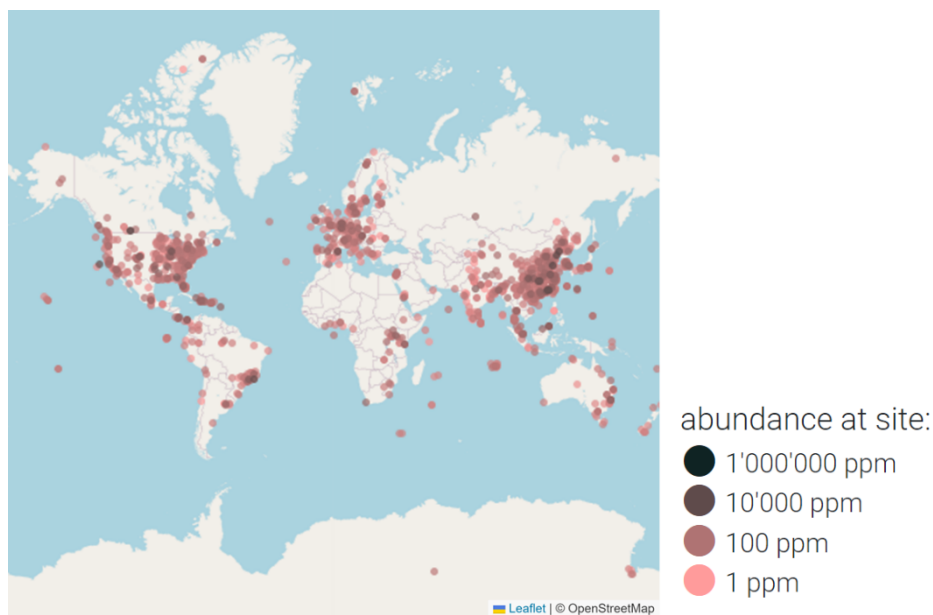 abundance at site:
1'000'000 ppm
10'000 ppm
100 ppm
1 ppm
Leaflet | © OpenStreetMap